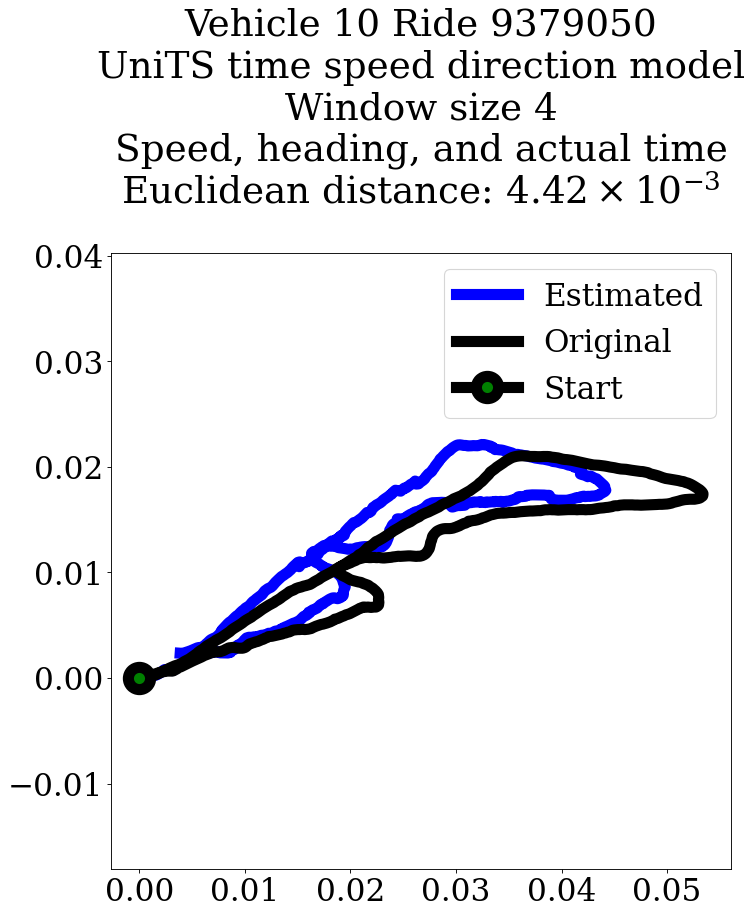 Vehicle 10 Ride 9379050
UniTS time speed direction model
Window size 4
Speed, heading, and actual time
Euclidean distance: 4.42 × 10⁻³
0.04
Estimated
0.03
Original
Start
0.02
0.01
0.00
−0.01
0.00 0.01 0.02 0.03 0.04 0.05